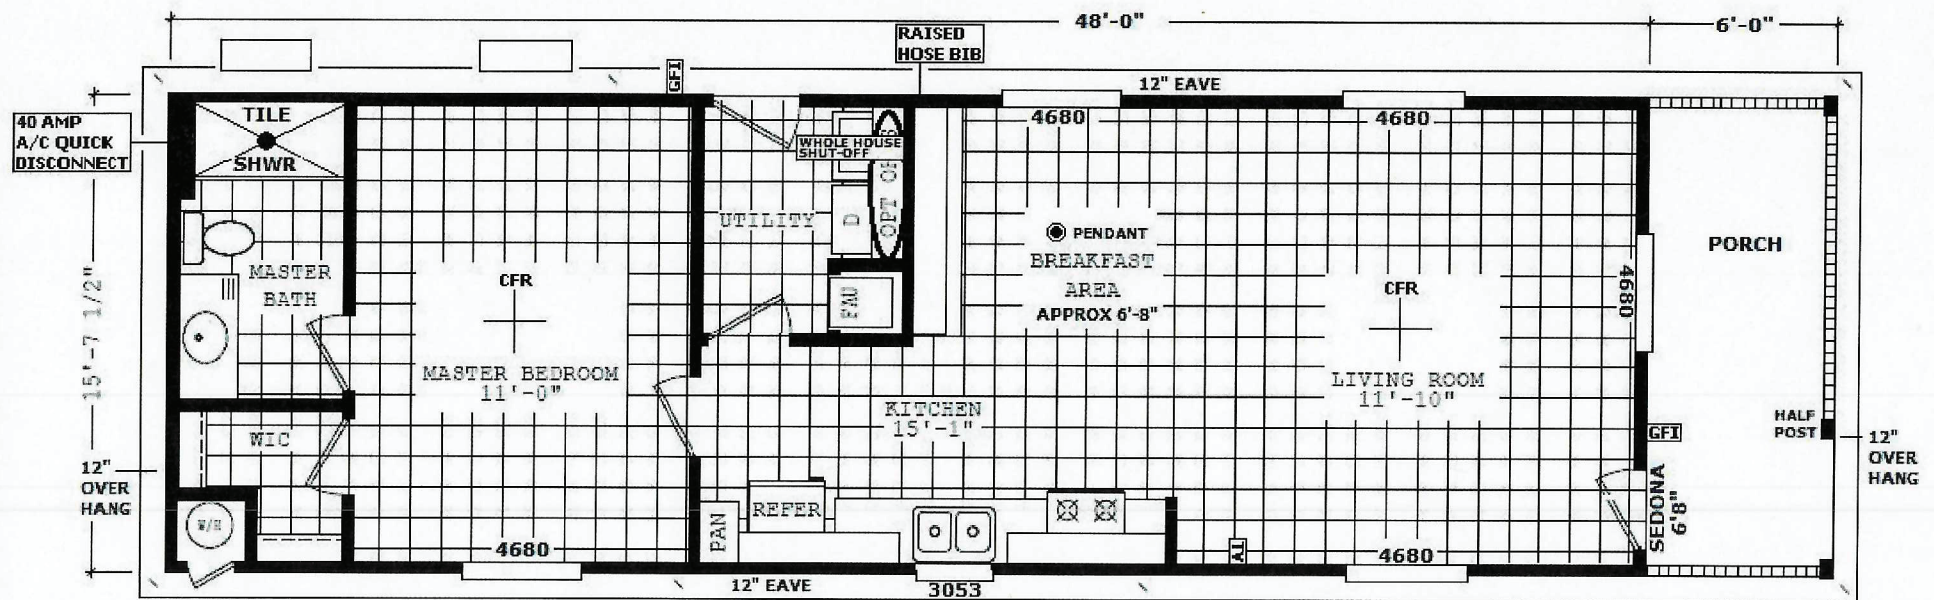 48'-0"
6'-0"
RAISED
HOSE BIB
GFI
12" EAVE
40 AMP
A/C QUICK
DISCONNECT
TILE
SHWR
4680
4680
WHOLE HOUSE
SHUT-OFF
OPT
D
UTILITY
PENDANT
BREAKFAST
AREA
APPROX 6'-8"
PORCH
MASTER
BATH
CFR
CFR
4680
FAU
15'-7 1/2"
MASTER BEDROOM
11'-0"
LIVING ROOM
11'-10"
KITCHEN
15'-1"
HALF
POST
GFI
12"
OVER
HANG
WIC
12"
OVER
HANG
SEDONA
6'8"
W/H
PAN
REFER
4680
TV
4680
12" EAVE
3053